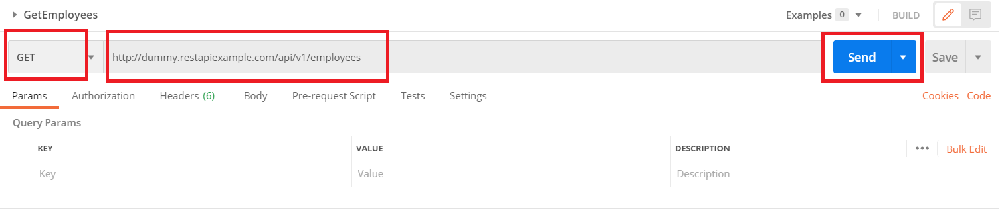 GetEmployees Examples 0 BUILD
GET http://dummy.restapiexample.com/api/v1/employees Send Save
Params Authorization Headers (6) Body Pre-request Script Tests Settings Cookies Code
Query Params
KEY VALUE DESCRIPTION ••• Bulk Edit
Key Value Description